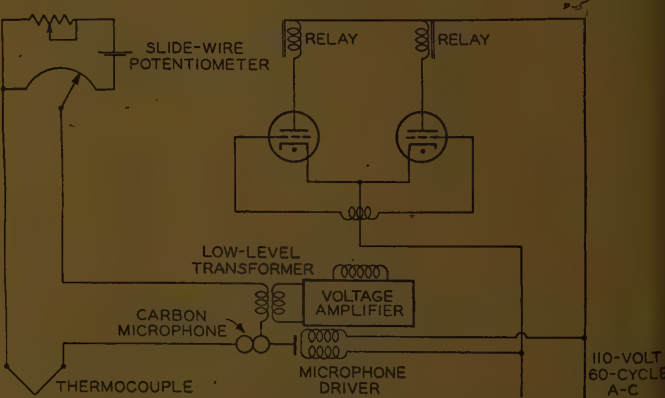 SLIDE-WIRE
POTENTIOMETER
RELAY
RELAY
LOW-LEVEL
TRANSFORMER
VOLTAGE
AMPLIFIER
CARBON
MICROPHONE
MICROPHONE
DRIVER
THERMOCOUPLE
110-VOLT
60-CYCLE
A-C